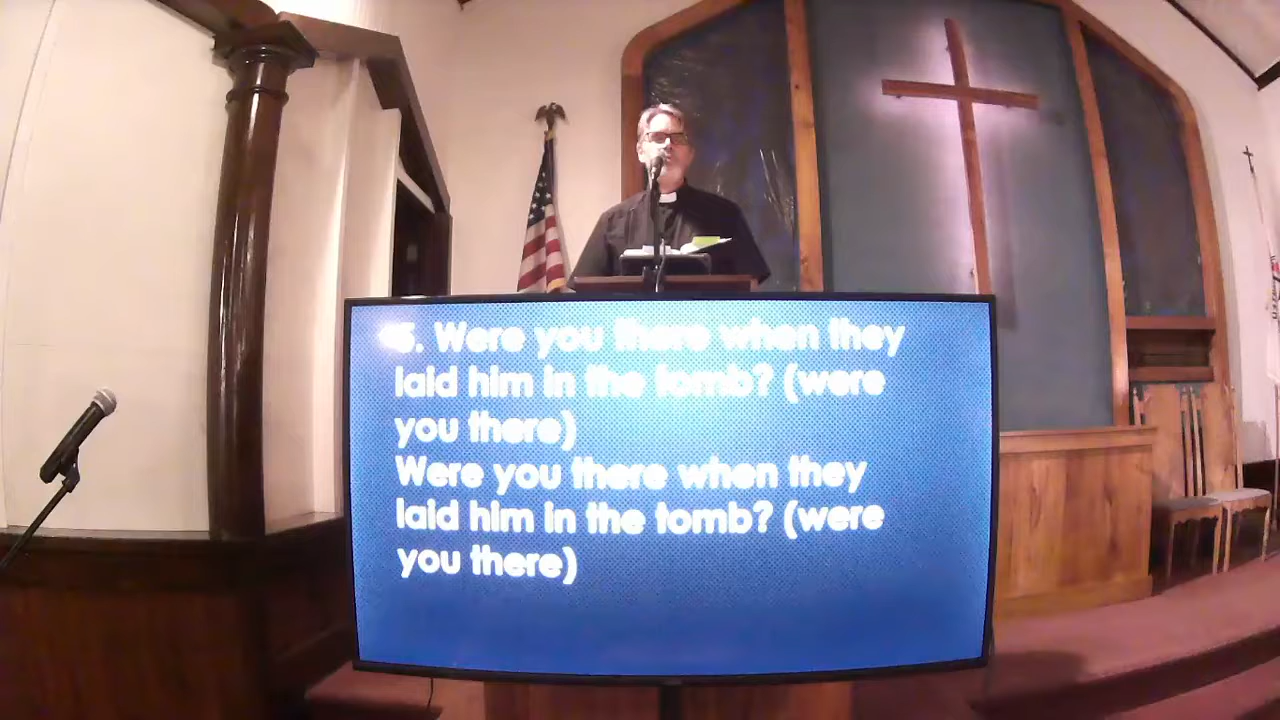 5. Were you there when they
laid him in the tomb? (were
you there)
Were you there when they
laid him in the tomb? (were
you there)